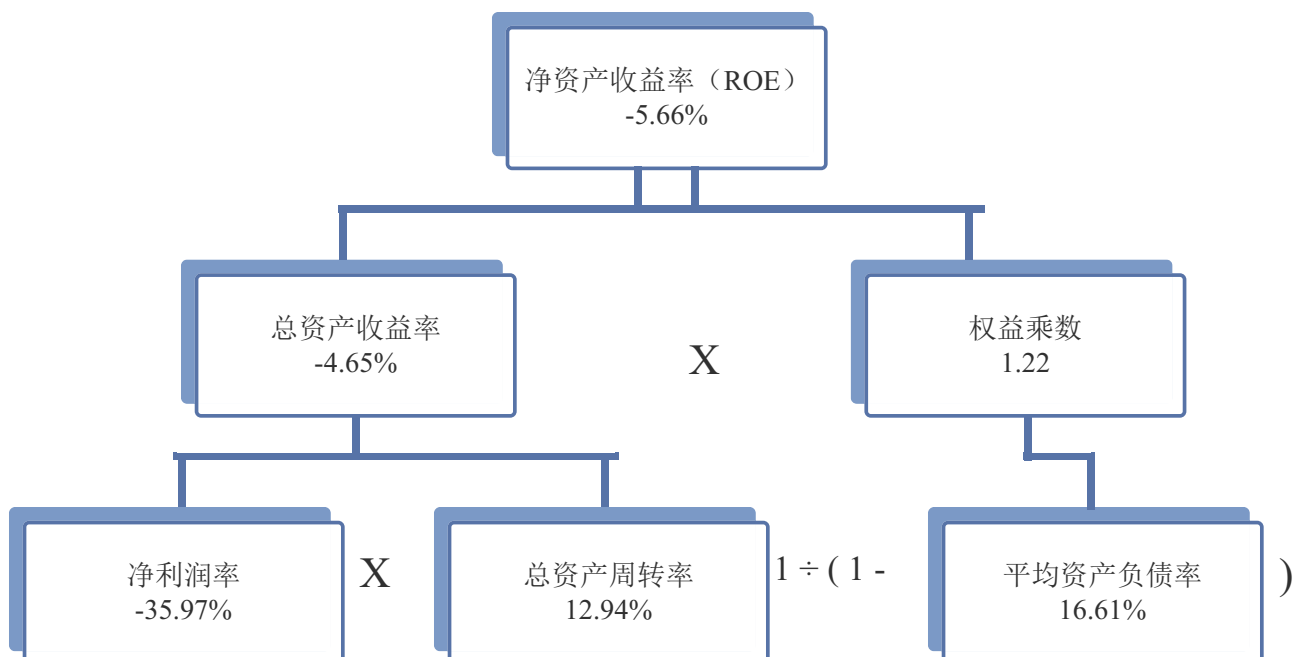 净资产收益率（ROE）
-5.66%
总资产收益率
-4.65%
X
权益乘数
1.22
净利润率
-35.97%
X
总资产周转率
12.94%
1 ÷ ( 1 -
平均资产负债率
16.61%
)